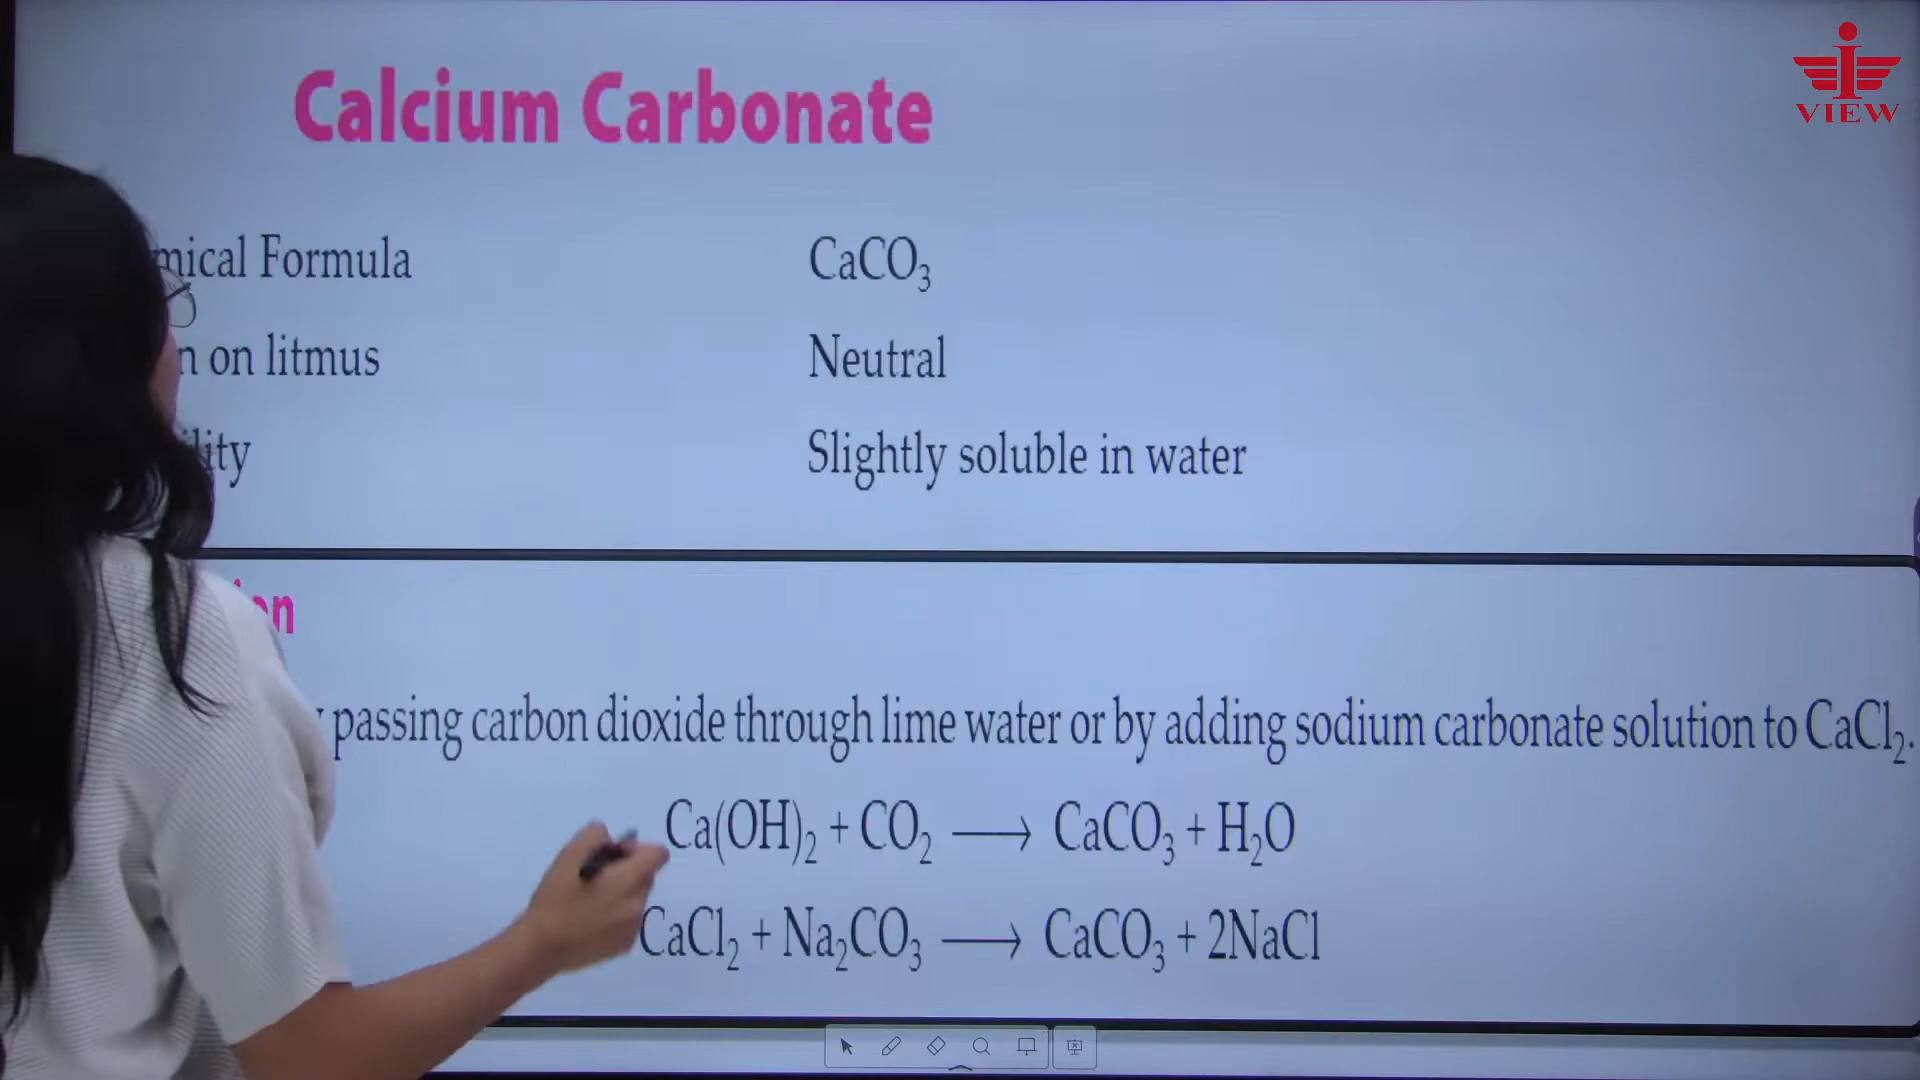 VIEW
Calcium Carbonate
Formula CaCO₃
on litmus Neutral
Slightly soluble in water
passing carbon dioxide through lime water or by adding sodium carbonate solution to CaCl₂.
Ca(OH)₂ + CO₂ ⟶ CaCO₃ + H₂O
CaCl₂ + Na₂CO₃ ⟶ CaCO₃ + 2NaCl